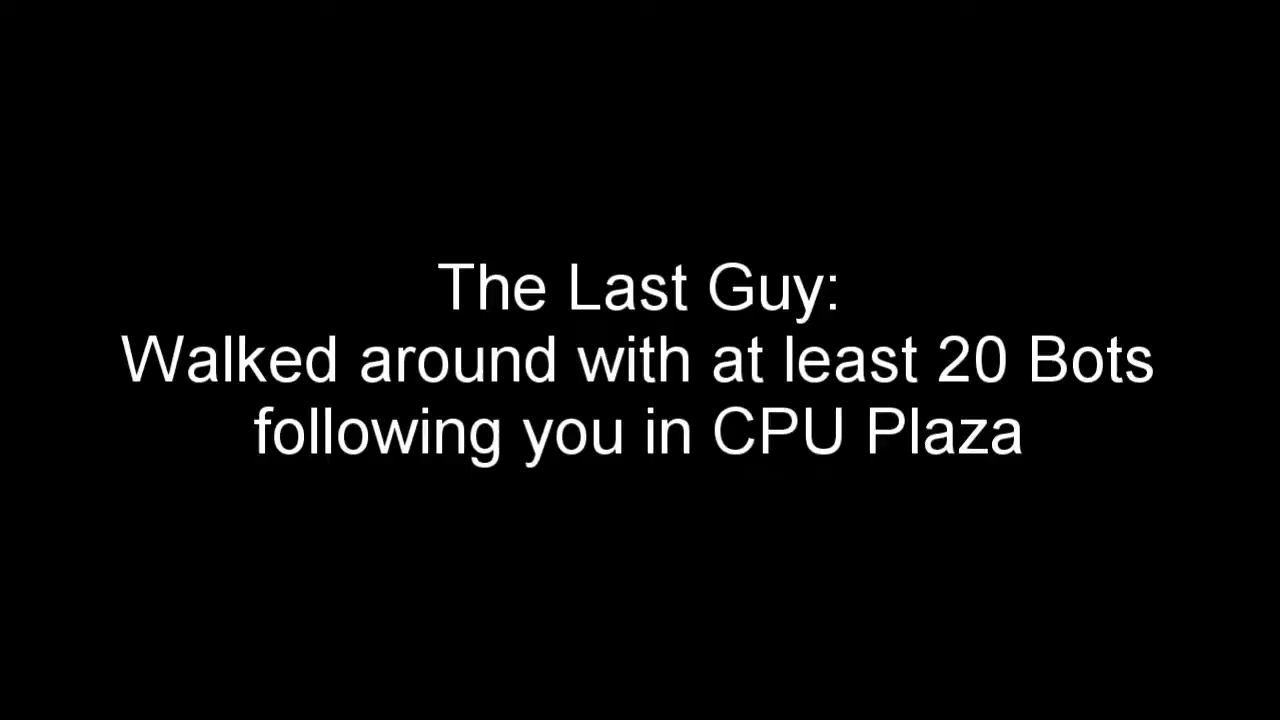 The Last Guy:
Walked around with at least 20 Bots
following you in CPU Plaza